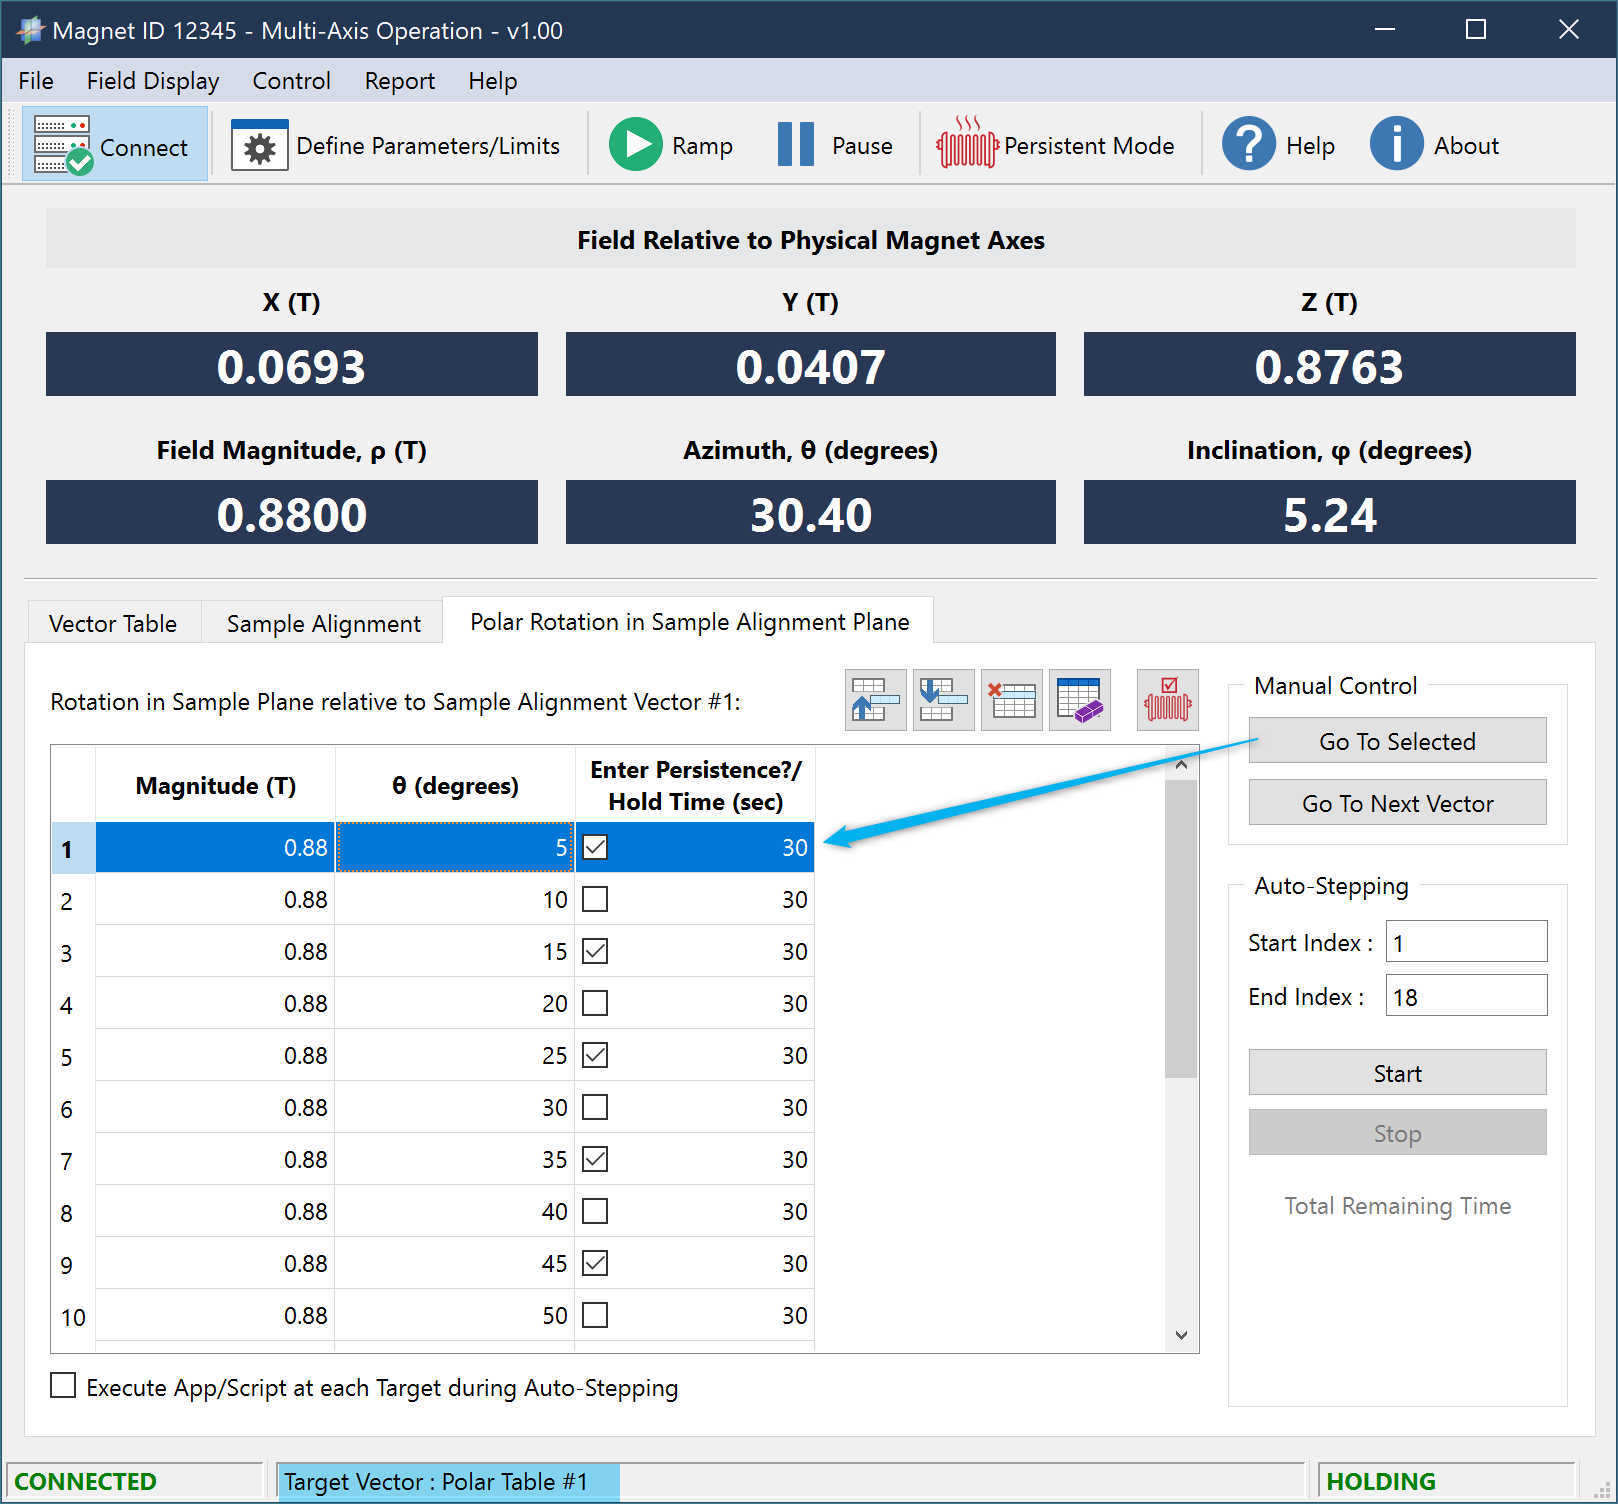 Magnet ID 12345 - Multi-Axis Operation - v1.00
File Field Display Control Report Help
Connect Define Parameters/Limits Ramp Pause Persistent Mode Help About
Field Relative to Physical Magnet Axes
X (T) Y (T) Z (T)
0.0693 0.0407 0.8763
Field Magnitude, ρ (T) Azimuth, θ (degrees) Inclination, φ (degrees)
0.8800 30.40 5.24
Vector Table Sample Alignment Polar Rotation in Sample Alignment Plane
Rotation in Sample Plane relative to Sample Alignment Vector #1:
Magnitude (T) θ (degrees) Enter Persistence?/
Hold Time (sec)
1 0.88 5 30
2 0.88 10 30
3 0.88 15 30
4 0.88 20 30
5 0.88 25 30
6 0.88 30 30
7 0.88 35 30
8 0.88 40 30
9 0.88 45 30
10 0.88 50 30
Execute App/Script at each Target during Auto-Stepping
Manual Control
Go To Selected
Go To Next Vector
Auto-Stepping
Start Index : 1
End Index : 18
Start
Stop
Total Remaining Time
CONNECTED Target Vector : Polar Table #1 HOLDING